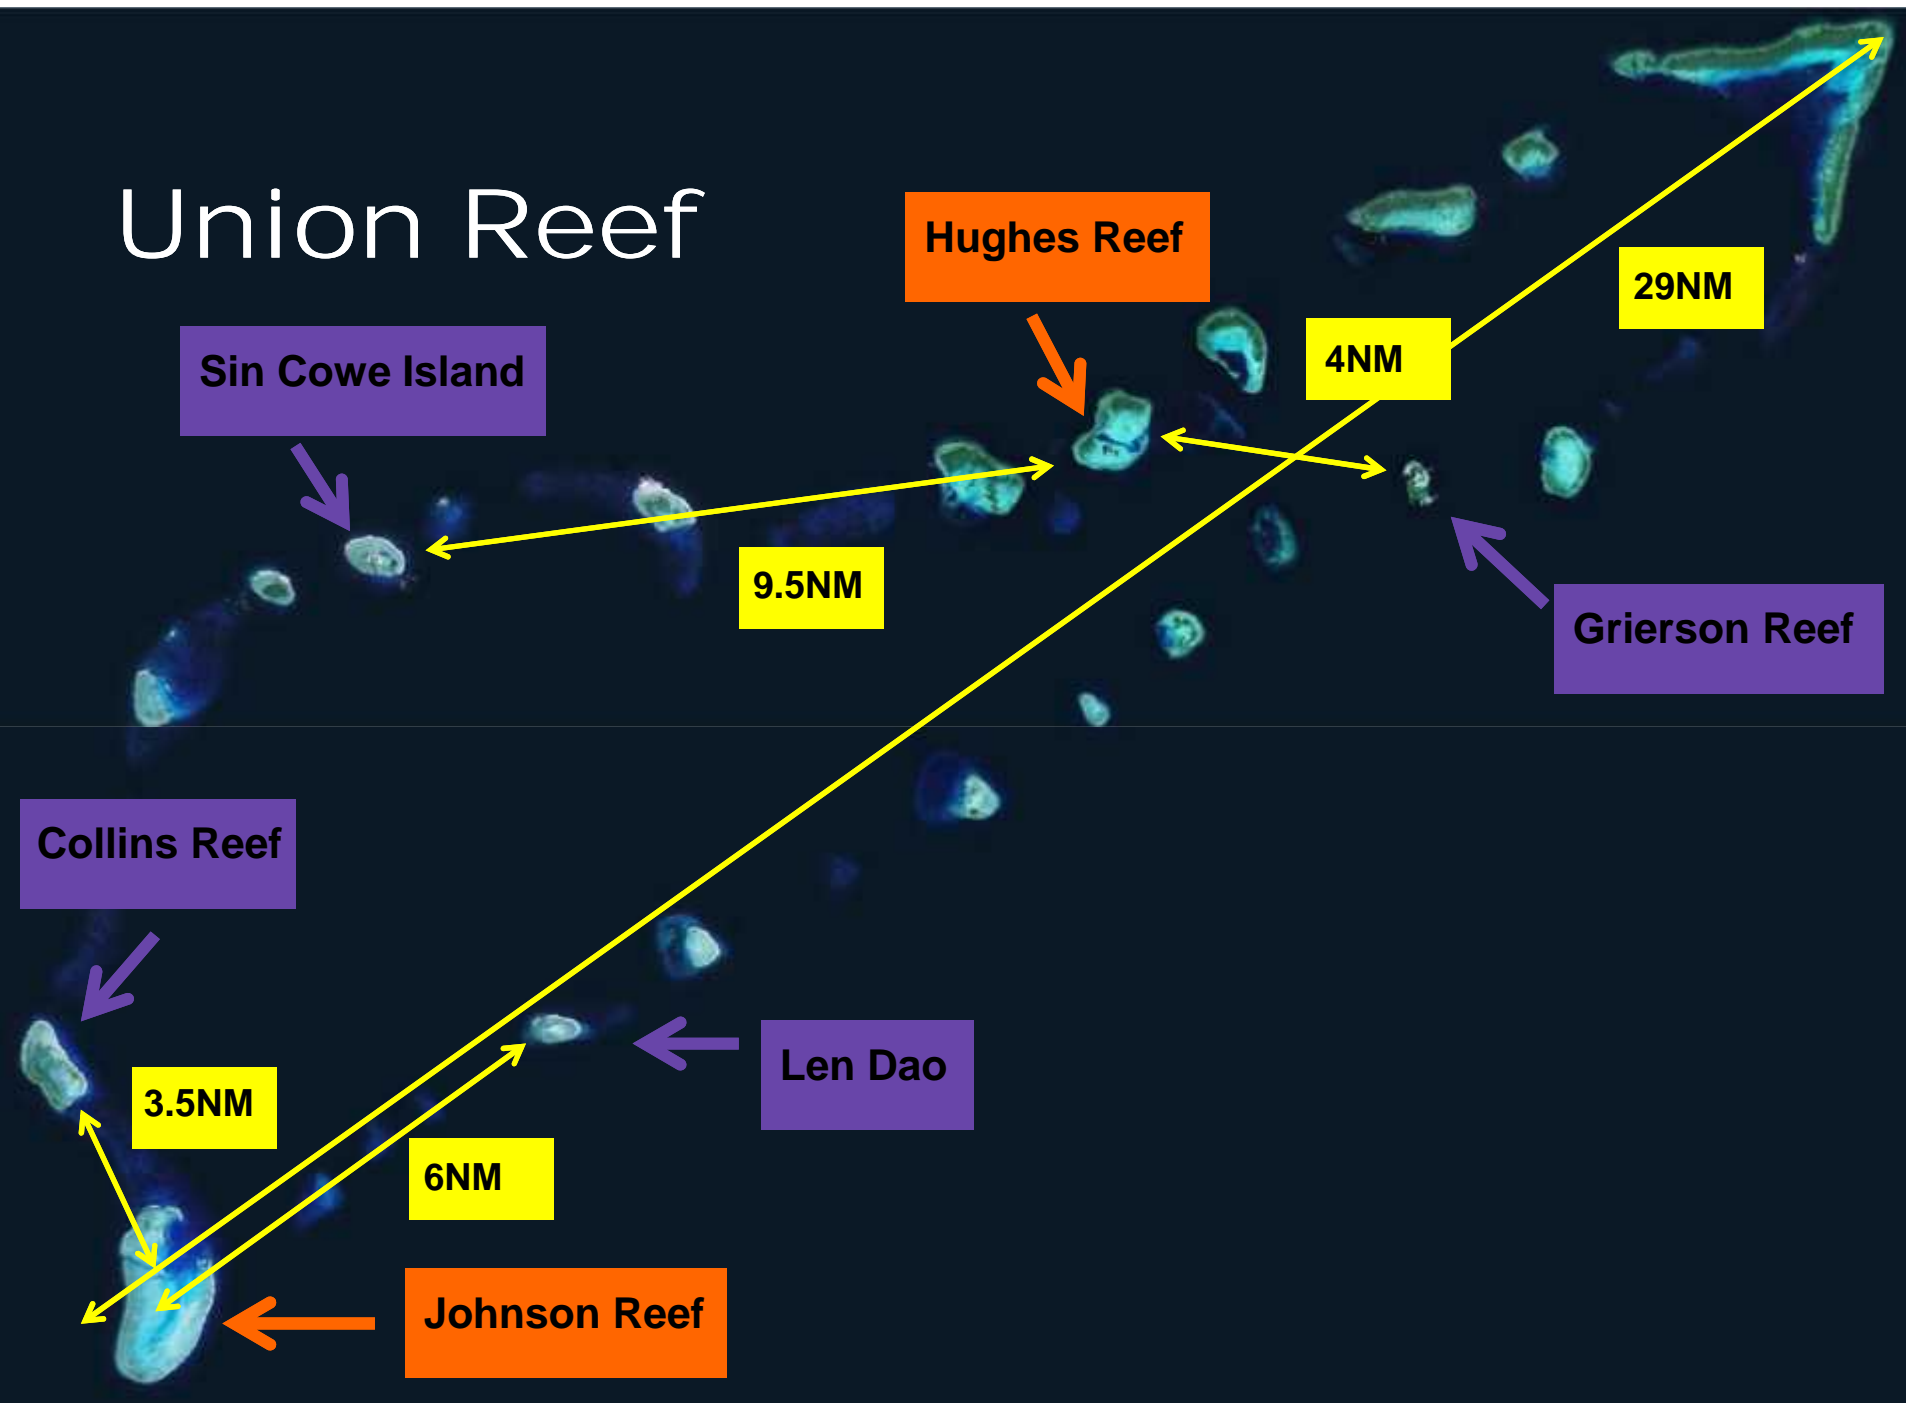 Union Reef
Hughes Reef
29NM
4NM
Sin Cowe Island
9.5NM
Grierson Reef
Collins Reef
Len Dao
3.5NM
6NM
Johnson Reef